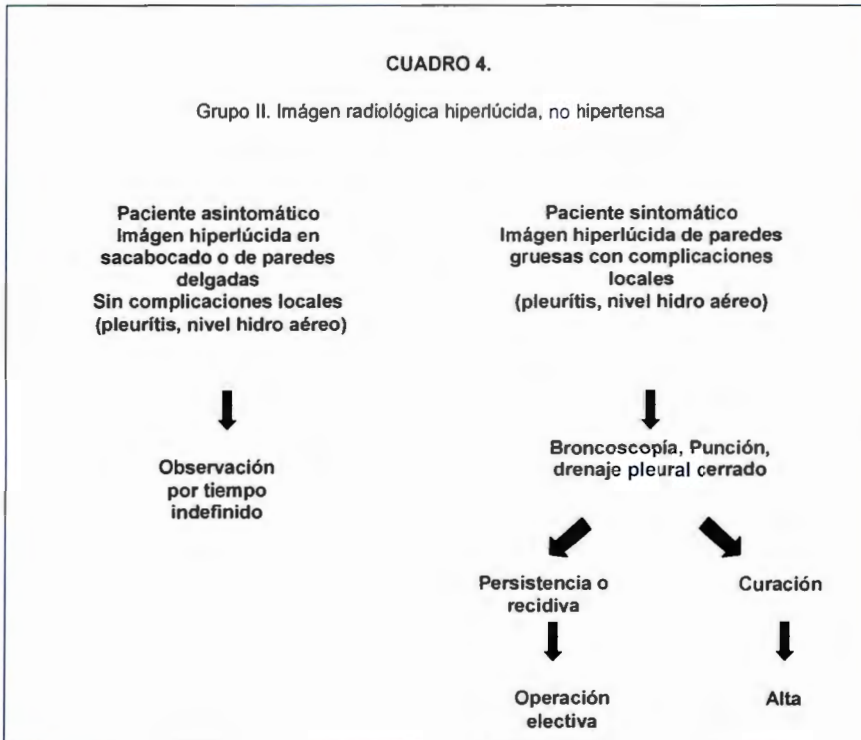 CUADRO 4.
Grupo II. Imágen radiológica hiperlúcida, no hipertensa
Paciente asintomático
Imágen hiperlúcida en
sacabocado o de paredes
delgadas
Sin complicaciones locales
(pleurítis, nivel hidro aéreo)
Observación
por tiempo
indefinido
Paciente sintomático
Imágen hiperlúcida de paredes
gruesas con complicaciones
locales
(pleurítis, nivel hidro aéreo)
Broncoscopía, Punción,
drenaje pleural cerrado
Persistencia o
recidiva
Operación
electiva
Curación
Alta